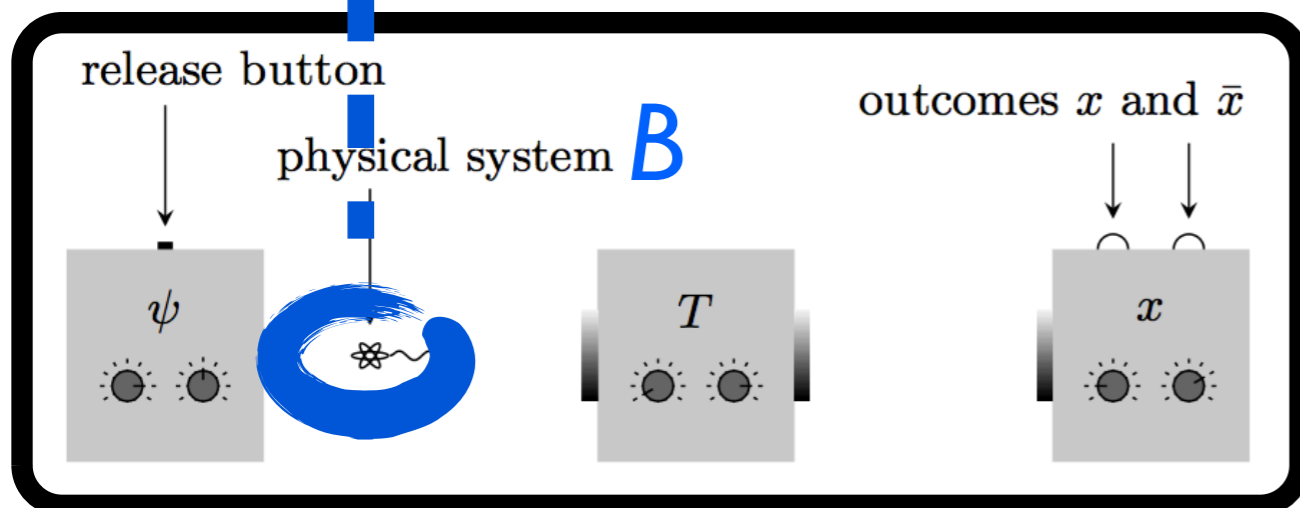 release button
outcomes x and x̄
physical system B
ψ
T
x